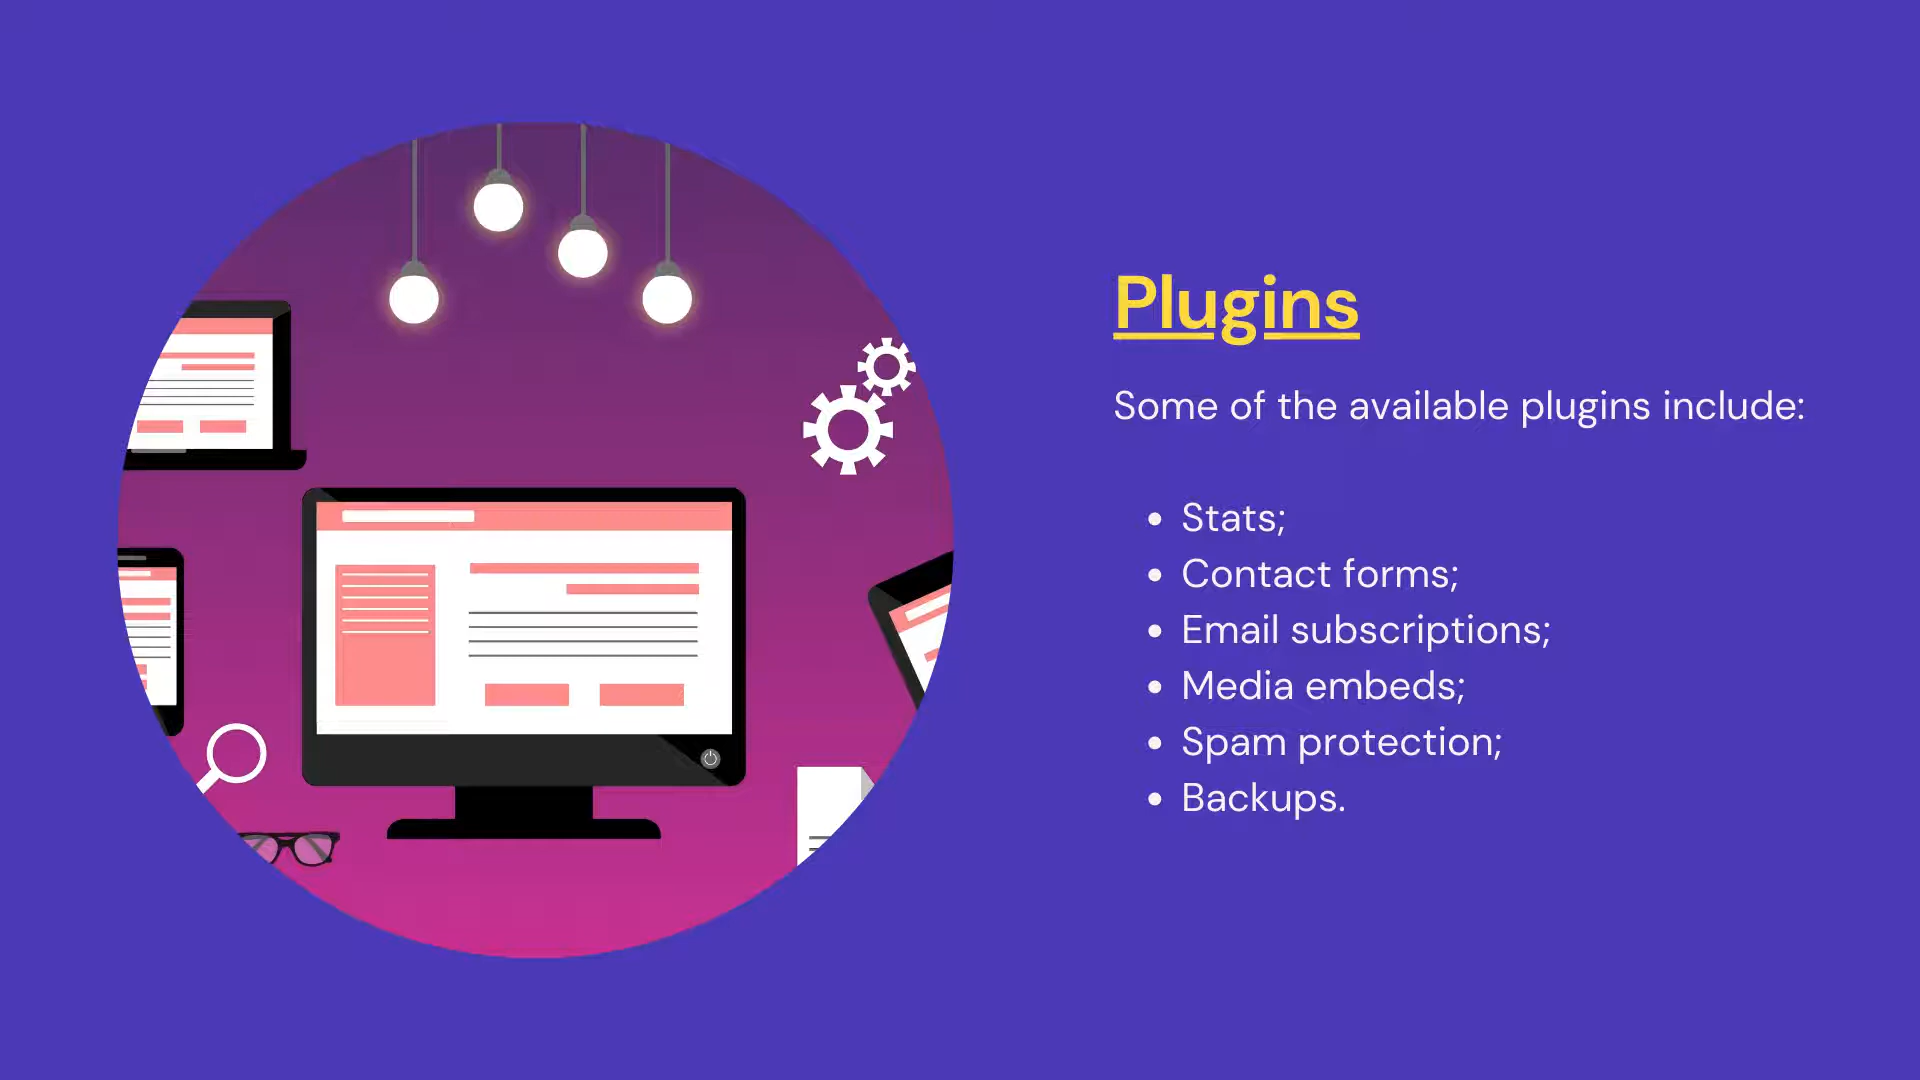 Plugins
Some of the available plugins include:
• Stats;
• Contact forms;
• Email subscriptions;
• Media embeds;
• Spam protection;
• Backups.